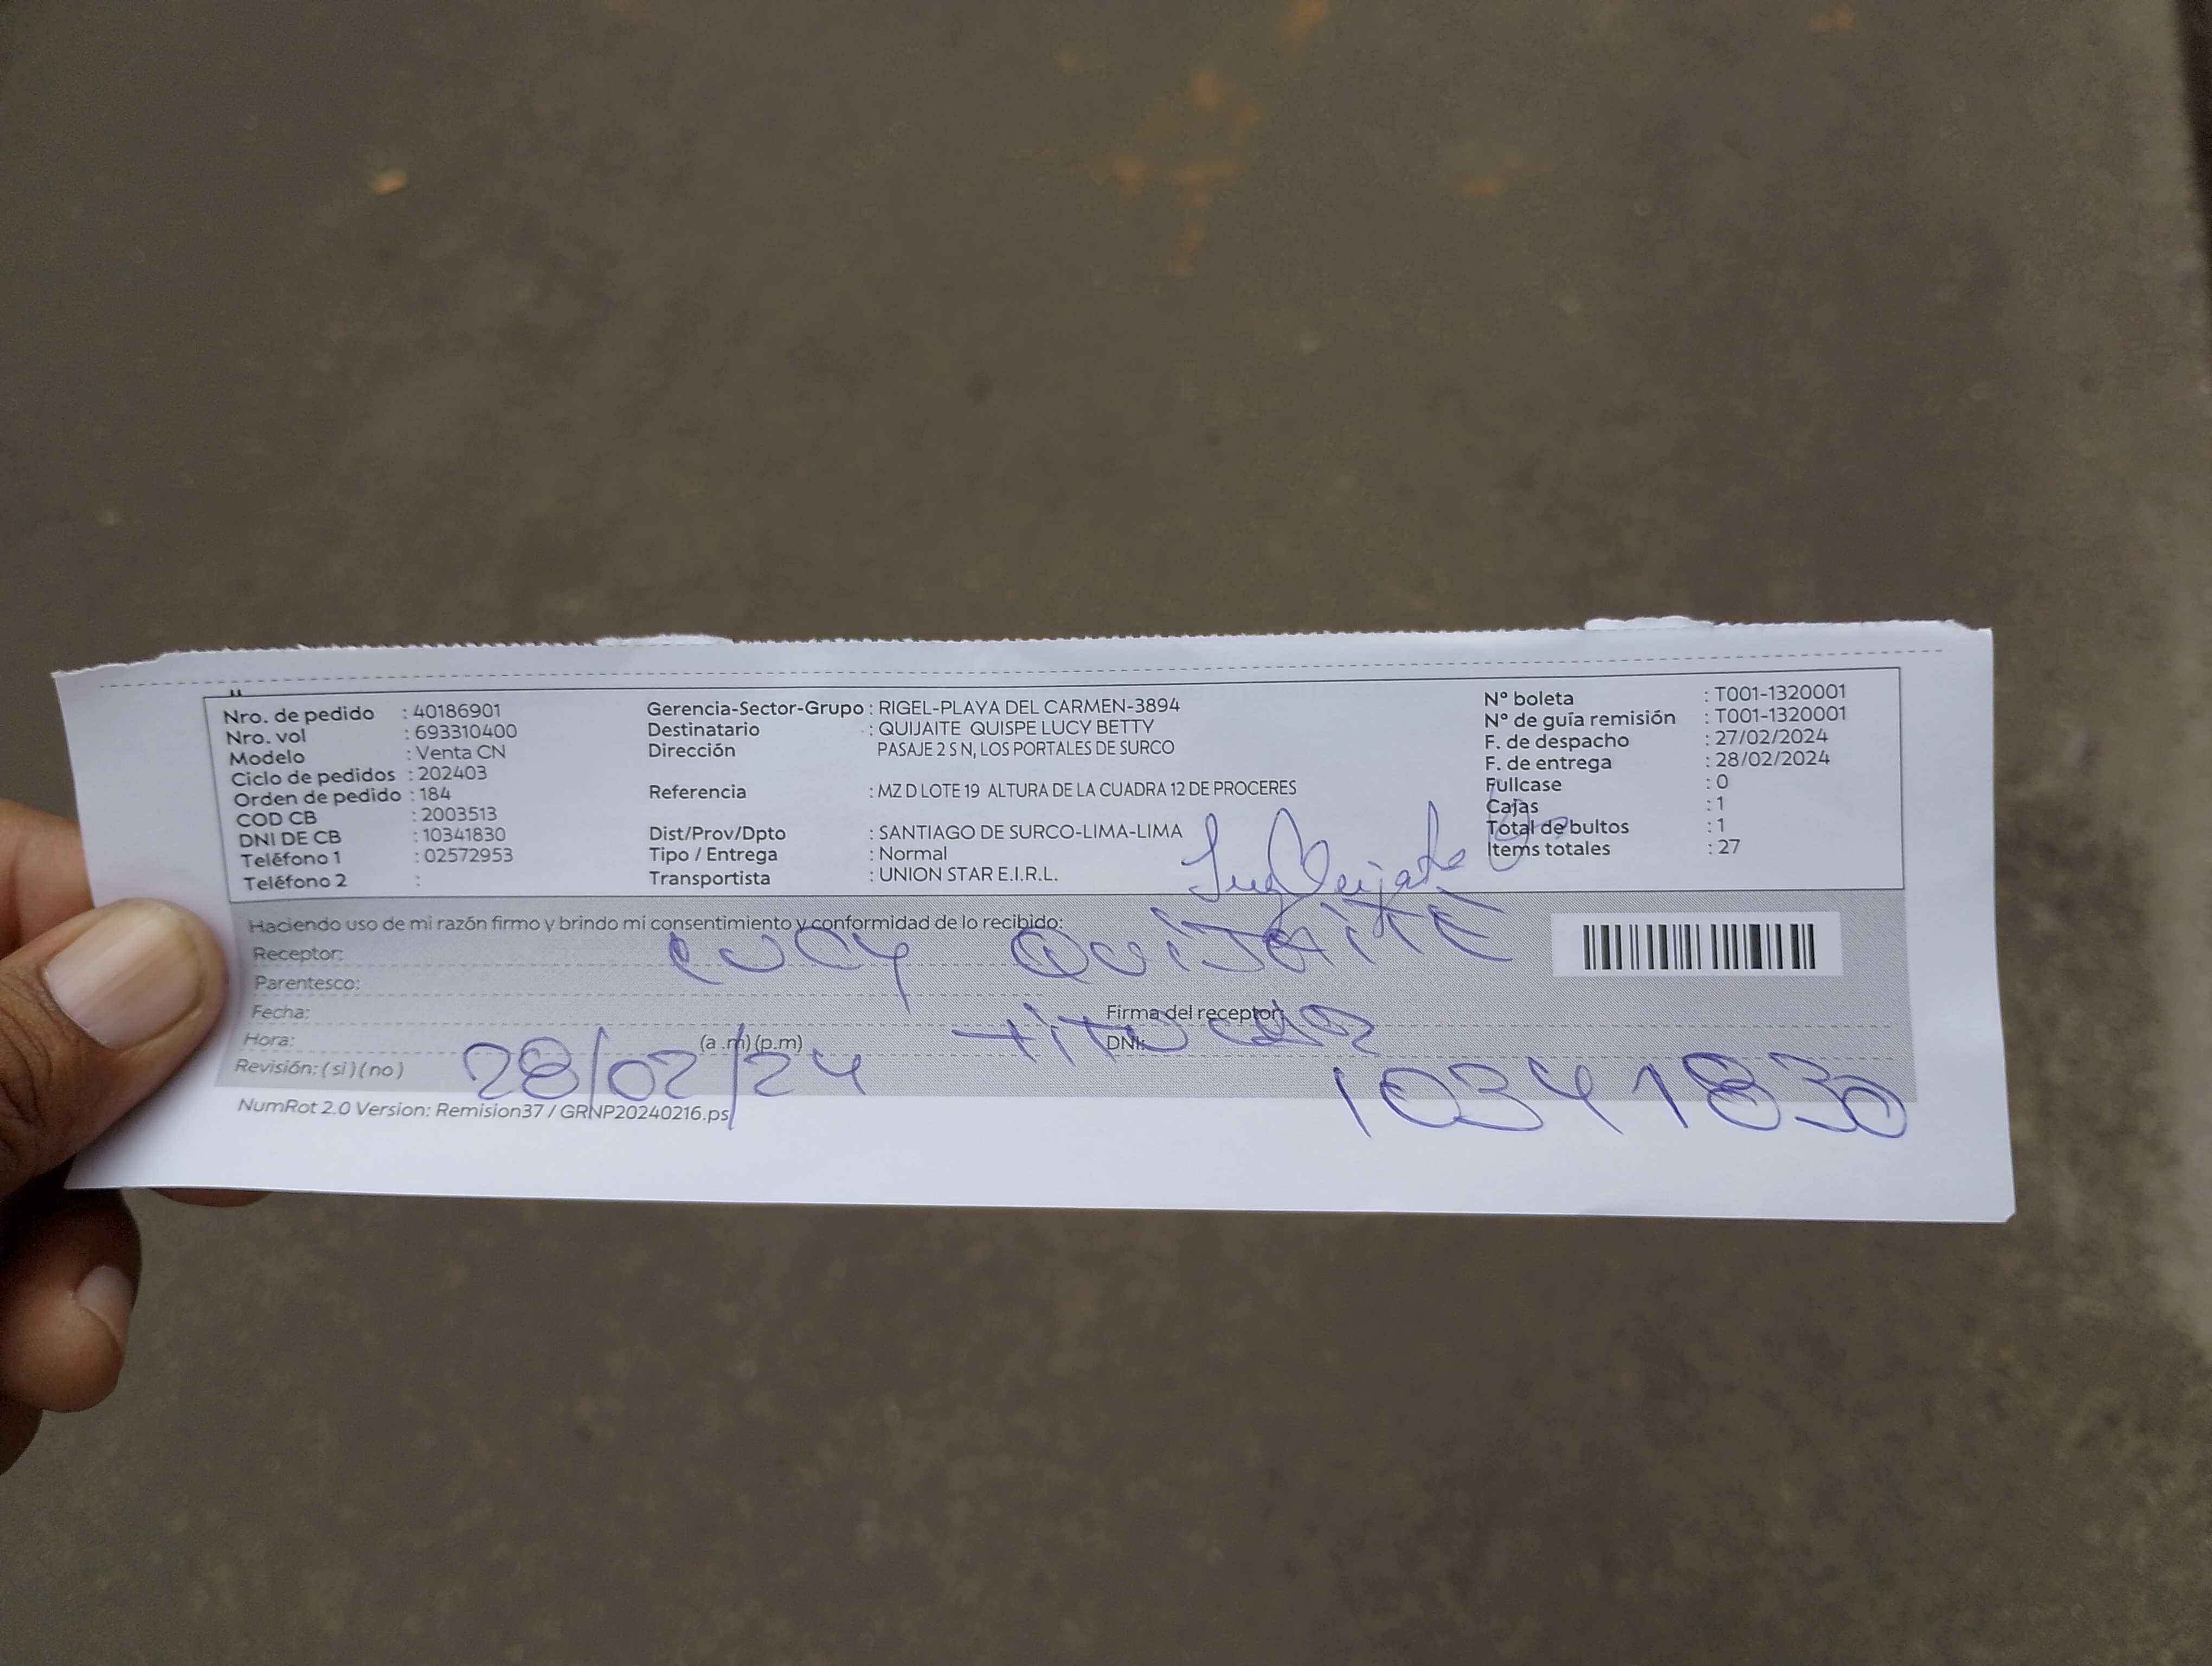 Nro. de pedido : 40186901
Nro. vol : 693310400
Modelo : Venta CN
Ciclo de pedidos : 202403
Orden de pedido : 184
COD CB : 2003513
DNI DE CB : 10341830
Teléfono 1 : 02572953
Teléfono 2 :
Gerencia-Sector-Grupo : RIGEL-PLAYA DEL CARMEN-3894
Destinatario : QUIJAITE QUISPE LUCY BETTY
Dirección PASAJE 2 S N, LOS PORTALES DE SURCO
Referencia : MZ D LOTE 19 ALTURA DE LA CUADRA 12 DE PROCERES
Dist/Prov/Dpto : SANTIAGO DE SURCO-LIMA-LIMA
Tipo / Entrega : Normal
Transportista : UNION STAR E.I.R.L.
N° boleta : T001-1320001
N° de guía remisión : T001-1320001
F. de despacho : 27/02/2024
F. de entrega : 28/02/2024
Fullcase : 0
Cajas : 1
Total de bultos : 1
Items totales : 27
Haciendo uso de mi razón firmo y brindo mi consentimiento y conformidad de lo recibido:
Receptor: LUCY QUIJAITE
Parentesco:
Fecha: Firma del receptor:
Hora: (a .m) (p.m) DNI:
Revisión: ( si ) ( no ) 28/02/24 10341830
NumRot 2.0 Version: Remision37 / GRNP20240216.ps